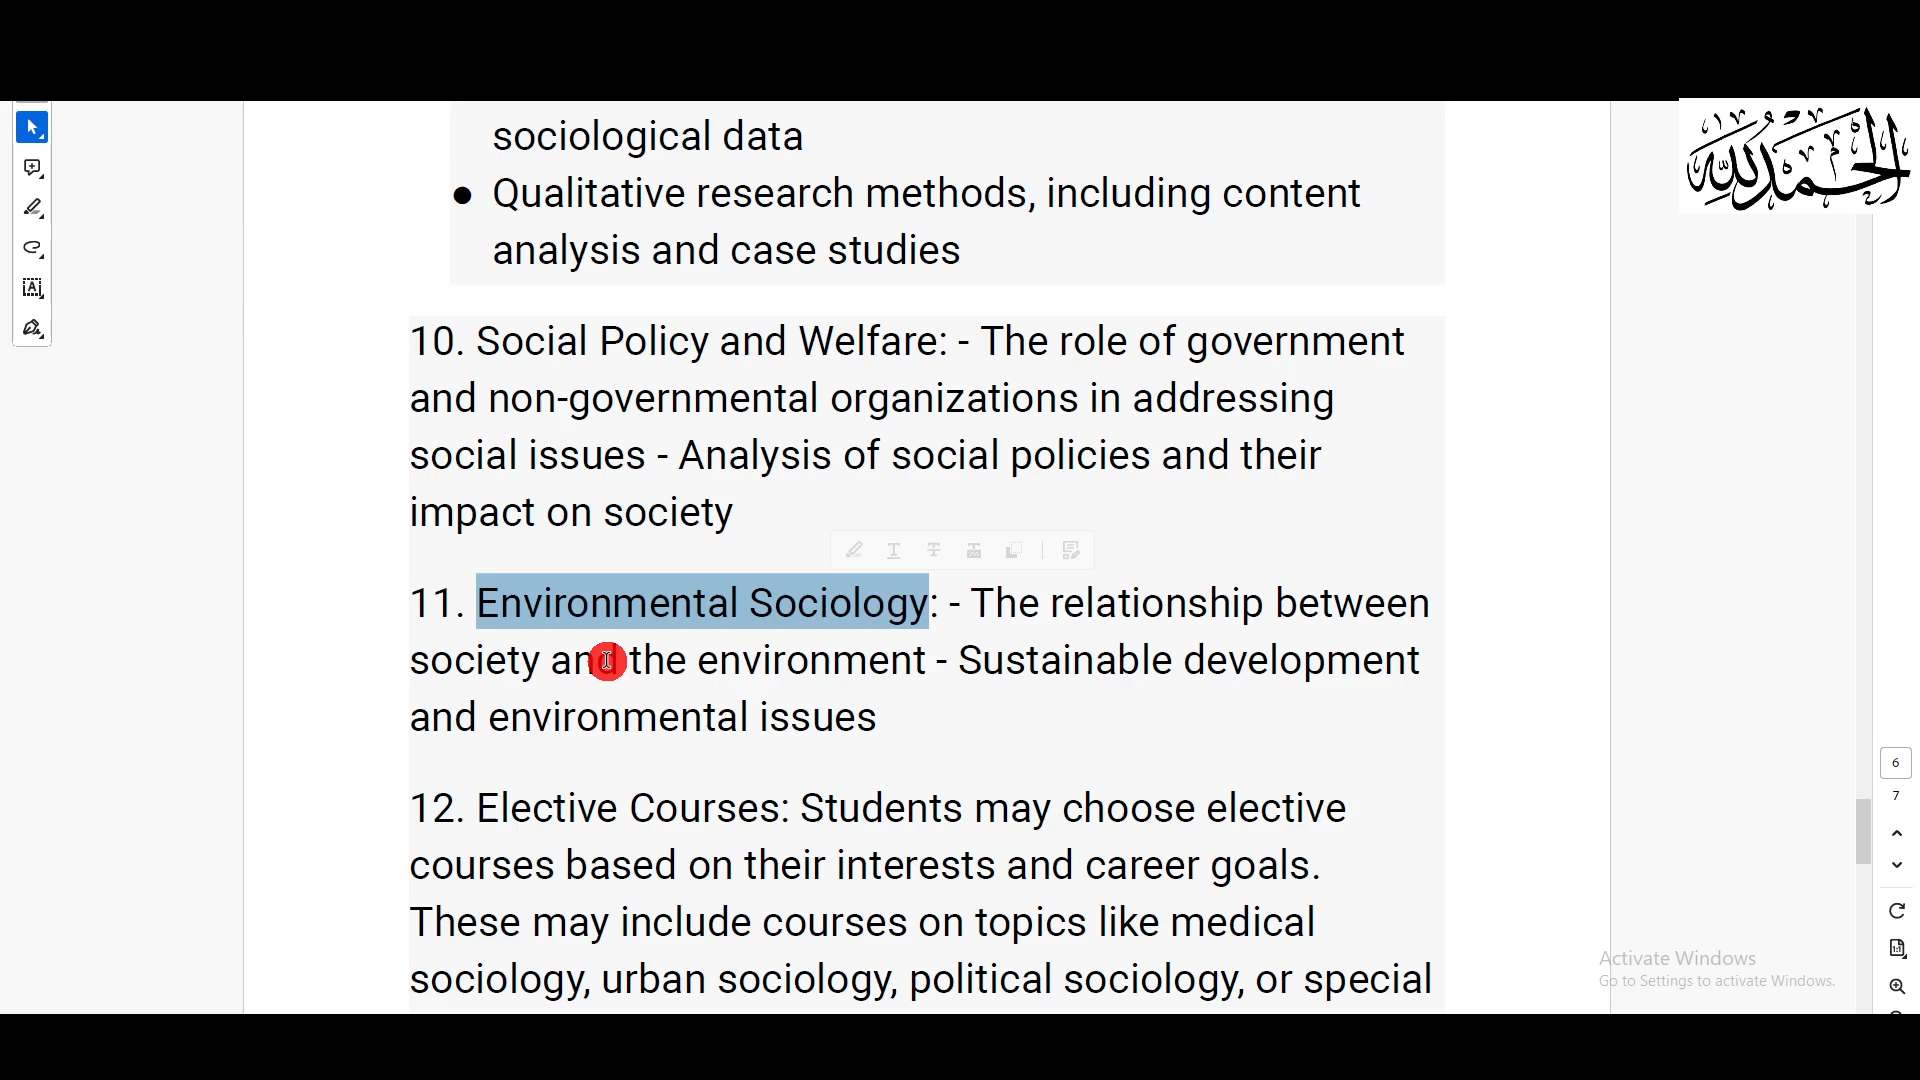 الحمد لله
sociological data
● Qualitative research methods, including content
analysis and case studies
10. Social Policy and Welfare: - The role of government
and non-governmental organizations in addressing
social issues - Analysis of social policies and their
impact on society
11. Environmental Sociology: - The relationship between
society and the environment - Sustainable development
and environmental issues
12. Elective Courses: Students may choose elective
courses based on their interests and career goals.
These may include courses on topics like medical
sociology, urban sociology, political sociology, or special
6
7
Activate Windows
Go to Settings to activate Windows.